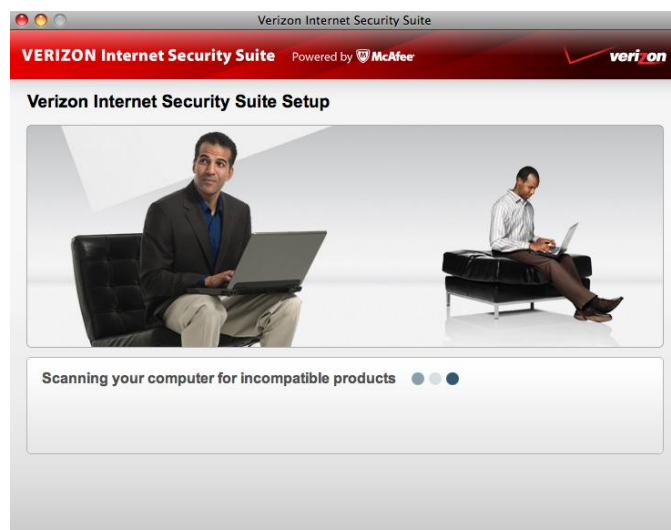 Verizon Internet Security Suite
VERIZON Internet Security Suite Powered by McAfee verizon
Verizon Internet Security Suite Setup
Scanning your computer for incompatible products